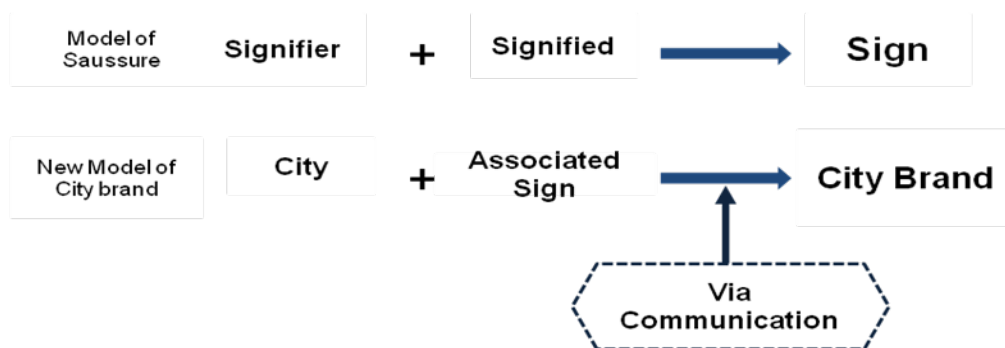 Model of
Saussure
Signifier
+
Signified
Sign
New Model of
City brand
City
+
Associated
Sign
City Brand
Via
Communication